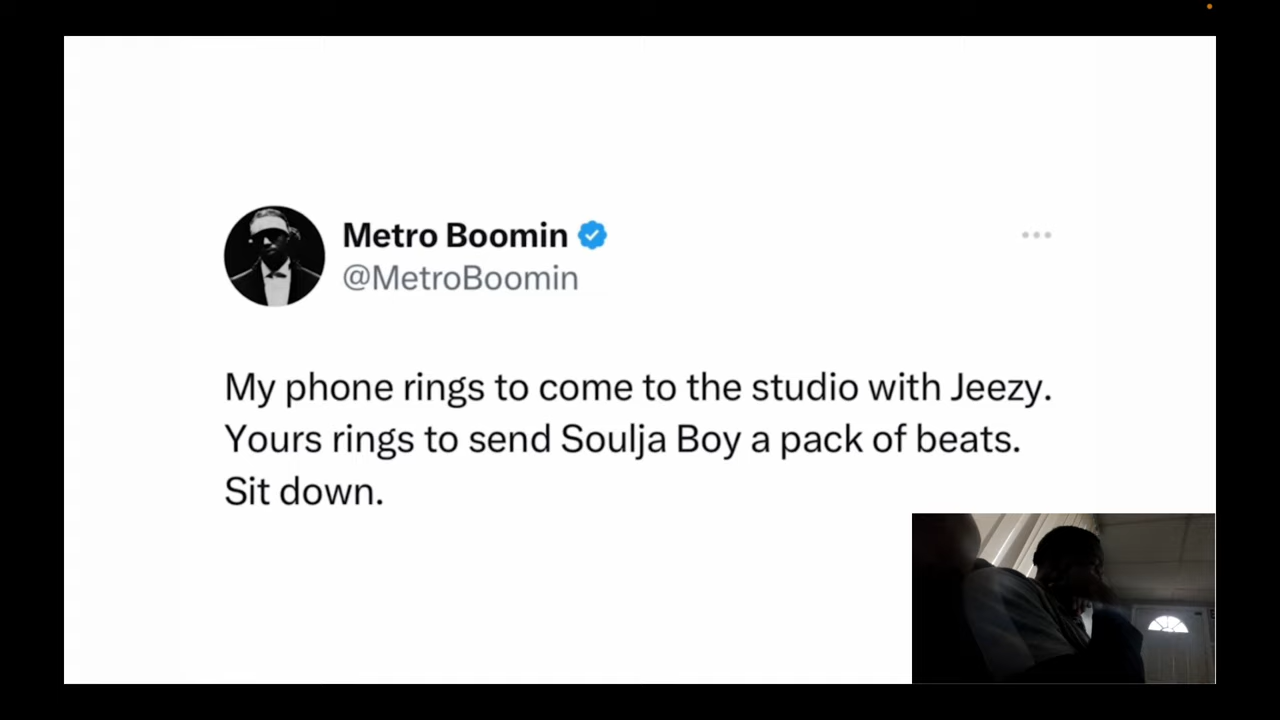 Metro Boomin
@MetroBoomin
My phone rings to come to the studio with Jeezy.
Yours rings to send Soulja Boy a pack of beats.
Sit down.